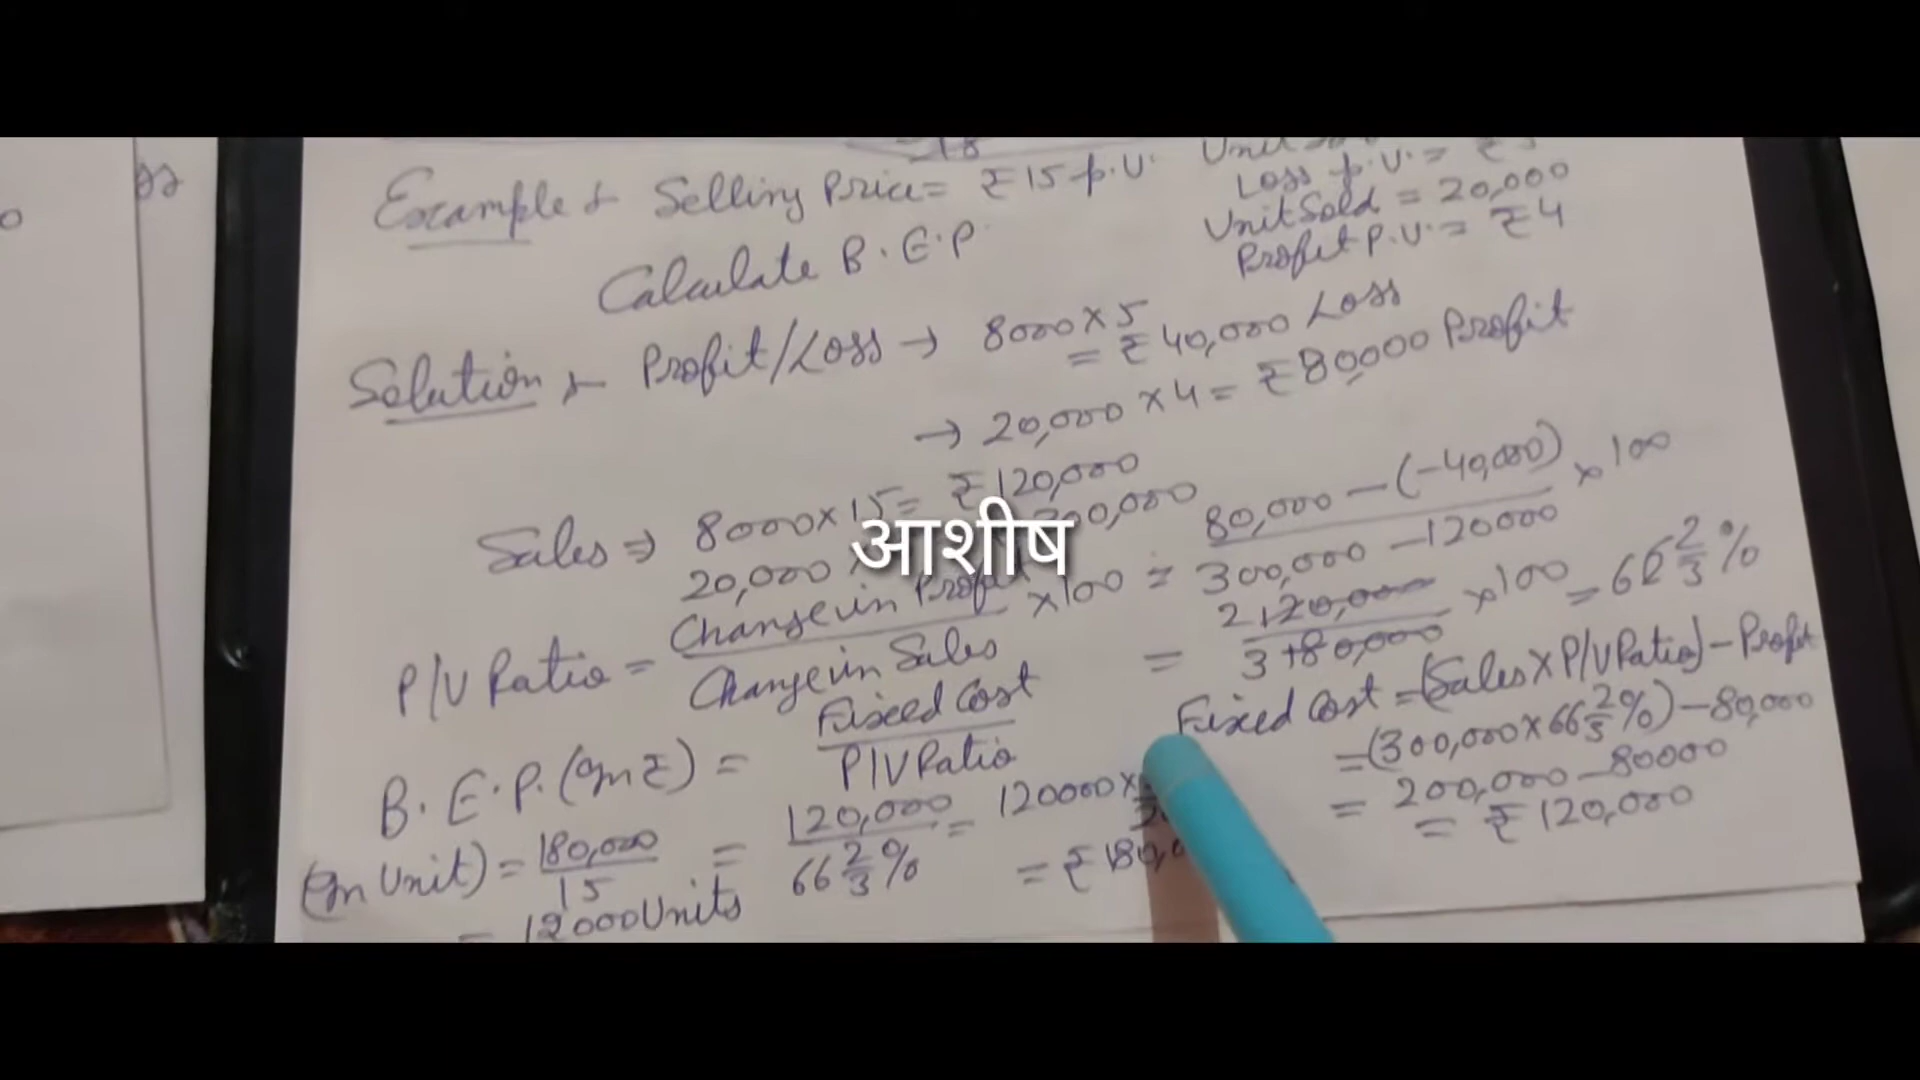 18
Example :- Selling Price = ₹15 p.U.
Unit
Loss p.U. = ₹5
Unit Sold = 20,000
Profit P.U. = ₹4
Calculate B.E.P.
Solution :- Profit/Loss → 8000×5
= ₹40,000 Loss
→ 20,000×4 = ₹80,000 Profit
Sales ⇒ 8000×15 = ₹120,000
20,000 × 300,000
आशीष
P/V Ratio = Change in Profit / Change in Sales ×100 = 80,000-(-40,000) / 300,000-120000 ×100
= 2 120,000 / 3 180,000 ×100 = 66 2/3 %
B.E.P. (In ₹) = Fixed Cost / P/V Ratio
= 120,000 / 66 2/3 % = 120000×
= ₹180,0
Fixed Cost = (Sales × P/V Ratio) - Profit
= (300,000 × 66 2/3 %) - 80,000
= 200,000 - 80000
= ₹120,000
(In Unit) = 180,000 / 15
= 12000 Units